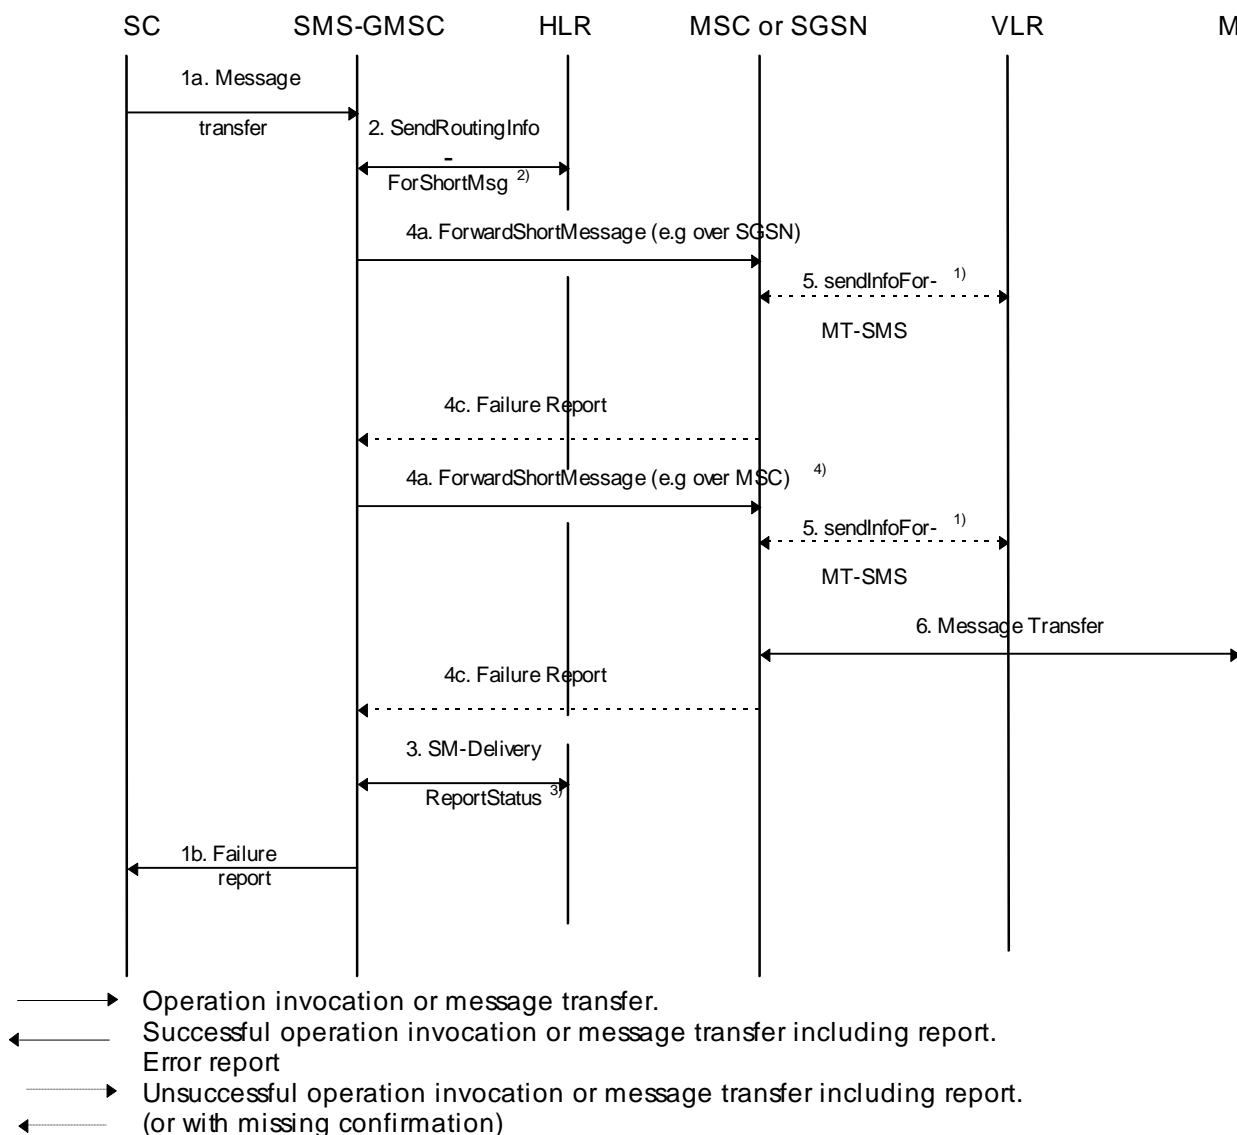 SC SMS-GMSC HLR MSC or SGSN VLR M
1a. Message
transfer
2. SendRoutingInfo
-
ForShortMsg 2)
4a. ForwardShortMessage (e.g over SGSN)
5. sendInfoFor- 1)
MT-SMS
4c. Failure Report
4a. ForwardShortMessage (e.g over MSC) 4)
5. sendInfoFor- 1)
MT-SMS
6. Message Transfer
4c. Failure Report
3. SM-Delivery
ReportStatus 3)
1b. Failure
report
Operation invocation or message transfer.
Successful operation invocation or message transfer including report.
Error report
Unsuccessful operation invocation or message transfer including report.
(or with missing confirmation)